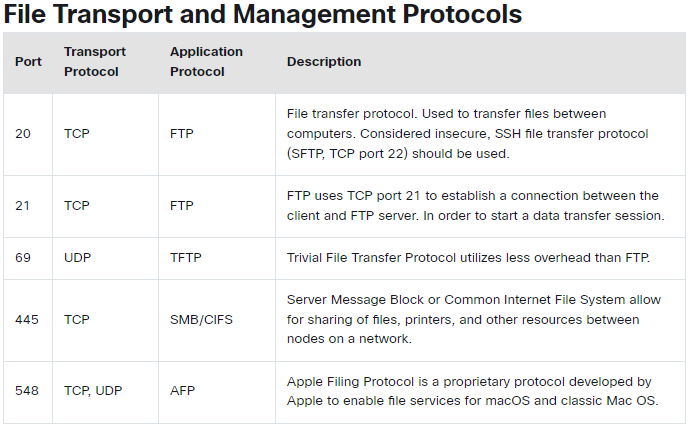 File Transport and Management Protocols
Port
Transport
Protocol
Application
Protocol
Description
20
TCP
FTP
File transfer protocol. Used to transfer files between
computers. Considered insecure, SSH file transfer protocol
(SFTP, TCP port 22) should be used.
21
TCP
FTP
FTP uses TCP port 21 to establish a connection between the
client and FTP server. In order to start a data transfer session.
69
UDP
TFTP
Trivial File Transfer Protocol utilizes less overhead than FTP.
445
TCP
SMB/CIFS
Server Message Block or Common Internet File System allow
for sharing of files, printers, and other resources between
nodes on a network.
548
TCP, UDP
AFP
Apple Filing Protocol is a proprietary protocol developed by
Apple to enable file services for macOS and classic Mac OS.